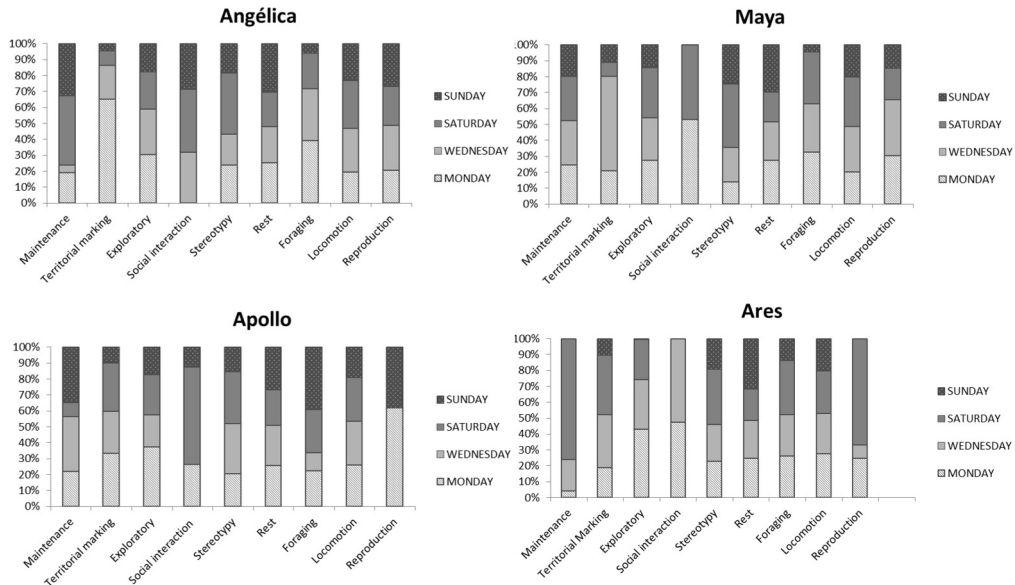 Angélica
100%
90%
80%
70%
60%
50%
40%
30%
20%
10%
0%
Maintenance
Territorial marking
Exploratory
Social interaction
Stereotypy
Rest
Foraging
Locomotion
Reproduction
SUNDAY
SATURDAY
WEDNESDAY
MONDAY
Maya
100%
90%
80%
70%
60%
50%
40%
30%
20%
10%
0%
Maintenance
Territorial marking
Exploratory
Social interaction
Stereotypy
Rest
Foraging
Locomotion
Reproduction
SUNDAY
SATURDAY
WEDNESDAY
MONDAY
Apollo
100%
90%
80%
70%
60%
50%
40%
30%
20%
10%
0%
Maintenance
Territorial marking
Exploratory
Social interaction
Stereotypy
Rest
Foraging
Locomotion
Reproduction
SUNDAY
SATURDAY
WEDNESDAY
MONDAY
Ares
100%
90%
80%
70%
60%
50%
40%
30%
20%
10%
0%
Maintenance
Territorial Marking
Exploratory
Social interaction
Stereotypy
Rest
Foraging
Locomotion
Reproduction
SUNDAY
SATURDAY
WEDNESDAY
MONDAY